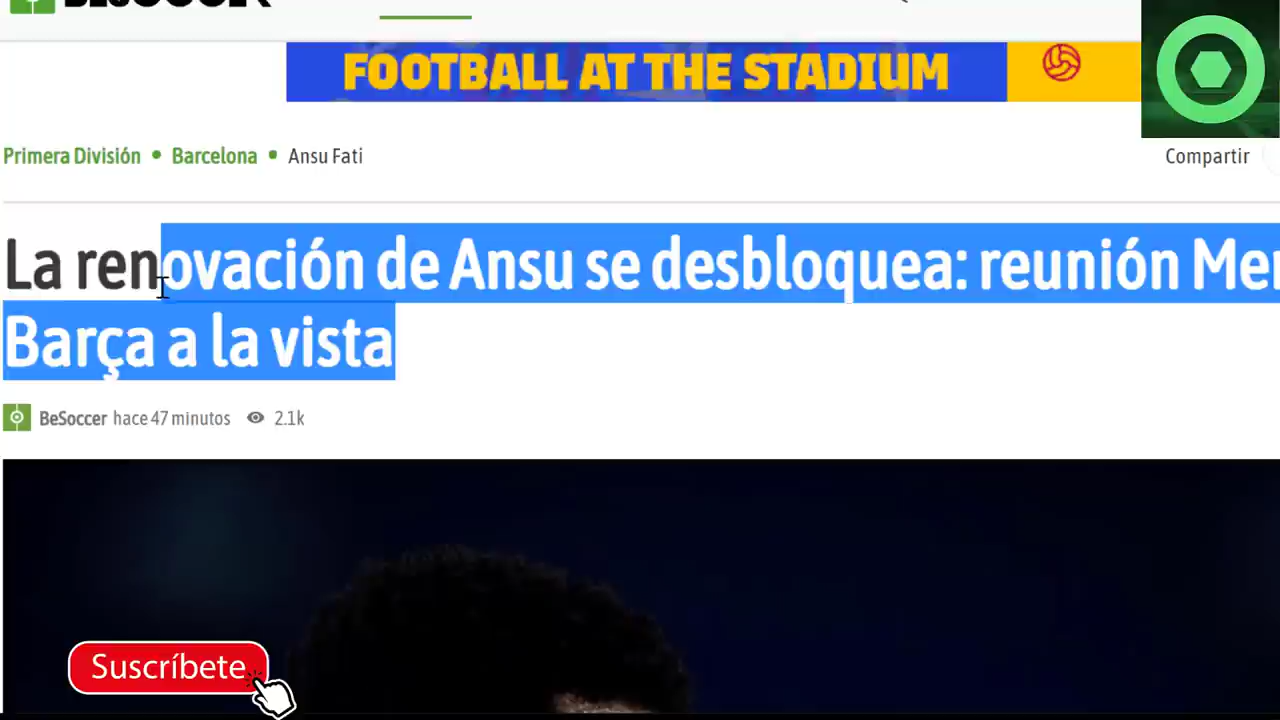 FOOTBALL AT THE STADIUM
Primera División • Barcelona • Ansu Fati
Compartir
La renovación de Ansu se desbloquea: reunión
Barça a la vista
BeSoccer hace 47 minutos 2.1k
Suscríbete